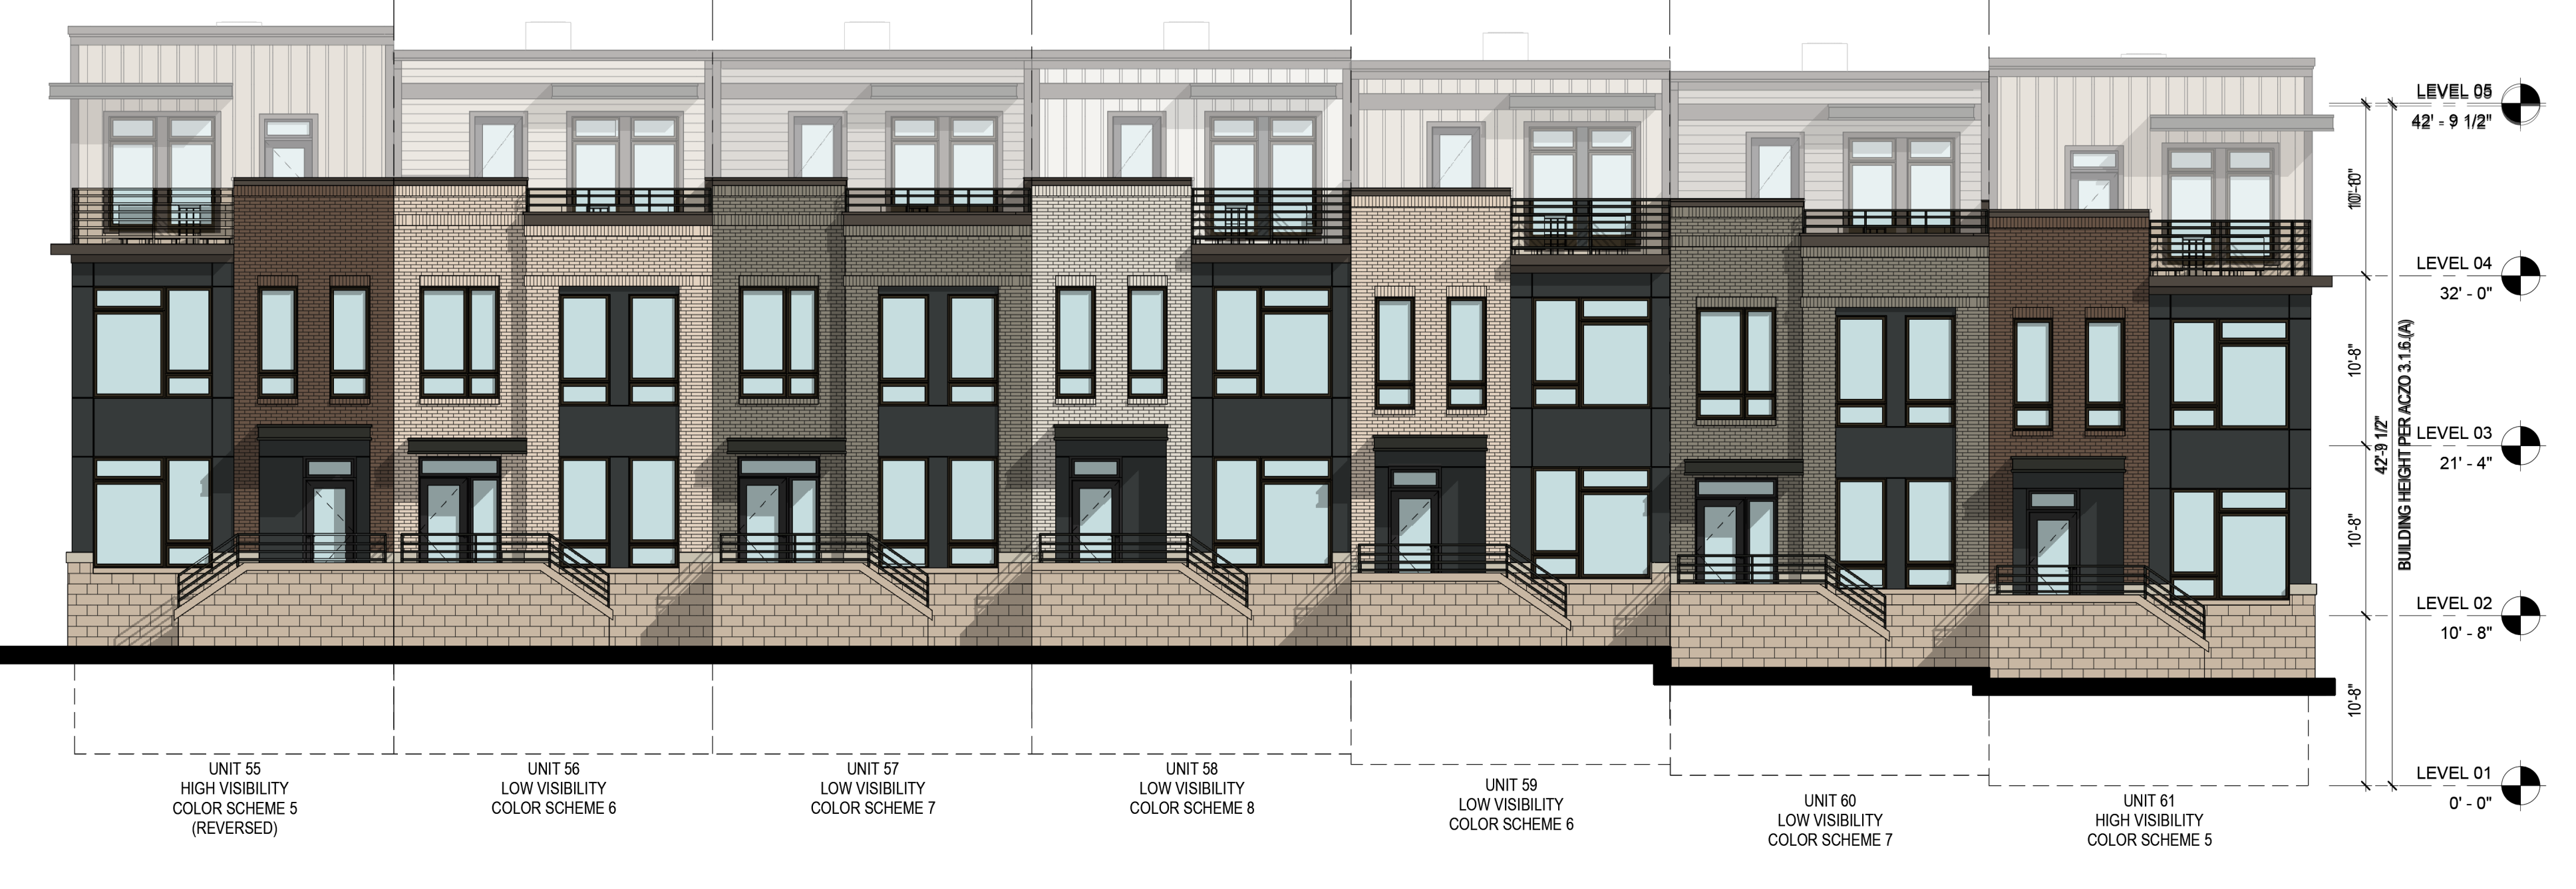 LEVEL 05
42' - 9 1/2"
LEVEL 04
32' - 0"
10'-8"
LEVEL 03
21' - 4"
42'-9 1/2"
BUILDING HEIGHT PER ACZO 3.1.6.(A)
10'-8"
LEVEL 02
10' - 8"
10'-8"
LEVEL 01
0' - 0"
UNIT 55
HIGH VISIBILITY
COLOR SCHEME 5
(REVERSED)
UNIT 56
LOW VISIBILITY
COLOR SCHEME 6
UNIT 57
LOW VISIBILITY
COLOR SCHEME 7
UNIT 58
LOW VISIBILITY
COLOR SCHEME 8
UNIT 59
LOW VISIBILITY
COLOR SCHEME 6
UNIT 60
LOW VISIBILITY
COLOR SCHEME 7
UNIT 61
HIGH VISIBILITY
COLOR SCHEME 5